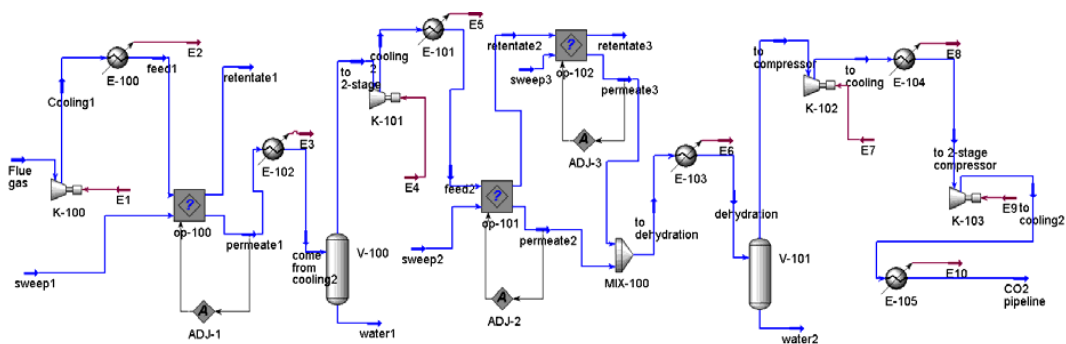 Flue
gas
K-100
E1
Cooling1
E-100
E2
feed1
retentate1
sweep1
?
op-100
permeate1
A
ADJ-1
E-102
E3
come
from
cooling2
V-100
water1
to
2-stage
K-101
E4
cooling
2
E-101
E5
feed2
sweep2
?
op-101
permeate2
A
ADJ-2
retentate2
sweep3
?
op-102
retentate3
permeate3
A
ADJ-3
MIX-100
to
dehydration
E-103
E6
dehydration
V-101
water2
to
compressor
K-102
E7
to
cooling
E-104
E8
to 2-stage
compressor
K-103
E9
to
cooling2
E-105
E10
CO2
pipeline